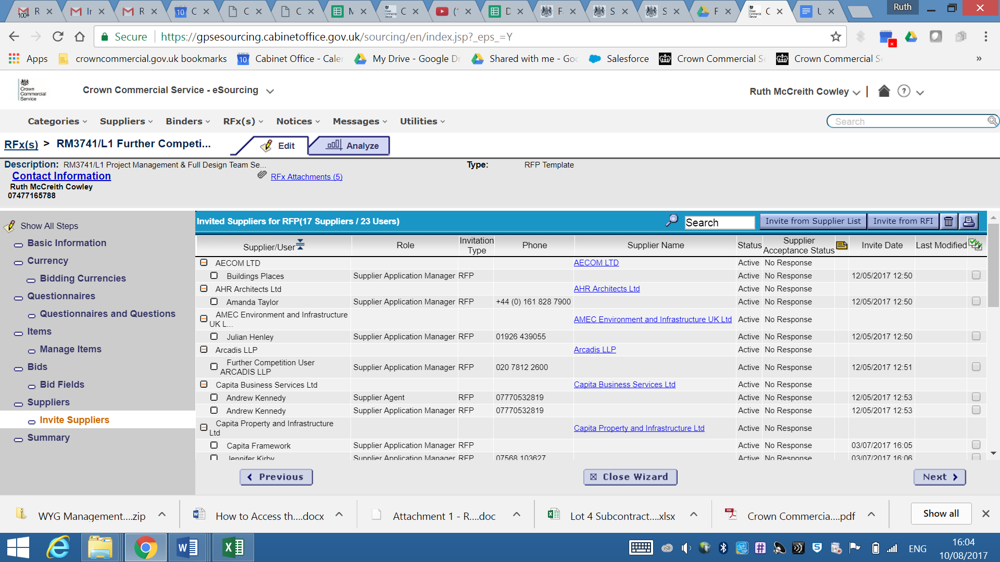 100+ R
In
R
10 C
C
C
M
C
(
D
F
S
S
F
C
U
Ruth
Secure https://gpsesourcing.cabinetoffice.gov.uk/sourcing/en/index.jsp?_eps_=Y
Apps crowncommercial.gov.uk bookmarks 10 Cabinet Office - Caler My Drive - Google Dr Shared with me - Goo Salesforce Crown Commercial Se Crown Commercial Se »
Crown Commercial Service
Crown Commercial Service - eSourcing
Ruth McCreith Cowley | ?
Categories Suppliers Binders RFx(s) Notices Messages Utilities Search
RFx(s) > RM3741/L1 Further Competi... Edit Analyze
Description: RM3741/L1 Project Management & Full Design Team Se... Type: RFP Template
Contact Information RFx Attachments (5)
Ruth McCreith Cowley
07477165788
Show All Steps
Basic Information
Currency
Bidding Currencies
Questionnaires
Questionnaires and Questions
Items
Manage Items
Bids
Bid Fields
Suppliers
Invite Suppliers
Summary
Invited Suppliers for RFP(17 Suppliers / 23 Users) Search Invite from Supplier List Invite from RFI
Supplier/User Role Invitation Type Phone Supplier Name Status Supplier Acceptance Status Invite Date Last Modified
AECOM LTD AECOM LTD Active No Response
Buildings Places Supplier Application Manager RFP Active No Response 12/05/2017 12:50
AHR Architects Ltd AHR Architects Ltd Active No Response
Amanda Taylor Supplier Application Manager RFP +44 (0) 161 828 7900 Active No Response 12/05/2017 12:50
AMEC Environment and Infrastructure UK L... AMEC Environment and Infrastructure UK Ltd Active No Response
Julian Henley Supplier Application Manager RFP 01926 439055 Active No Response 12/05/2017 12:50
Arcadis LLP Arcadis LLP Active No Response
Further Competition User ARCADIS LLP Supplier Application Manager RFP 020 7812 2600 Active No Response 12/05/2017 12:51
Capita Business Services Ltd Capita Business Services Ltd Active No Response
Andrew Kennedy Supplier Agent RFP 07770532819 Active No Response 12/05/2017 12:53
Andrew Kennedy Supplier Application Manager RFP 07770532819 Active No Response 12/05/2017 12:53
Capita Property and Infrastructure Ltd Capita Property and Infrastructure Ltd Active No Response
Capita Framework Supplier Application Manager RFP Active No Response 03/07/2017 16:05
Jennifer Kirby Supplier Application Manager RFP 07568 103627 Active No Response 03/07/2017 16:06
Previous Close Wizard Next
WYG Management....zip How to Access th....docx Attachment 1 - R....doc Lot 4 Subcontract....xlsx Crown Commercia....pdf Show all
ENG 16:04
10/08/2017